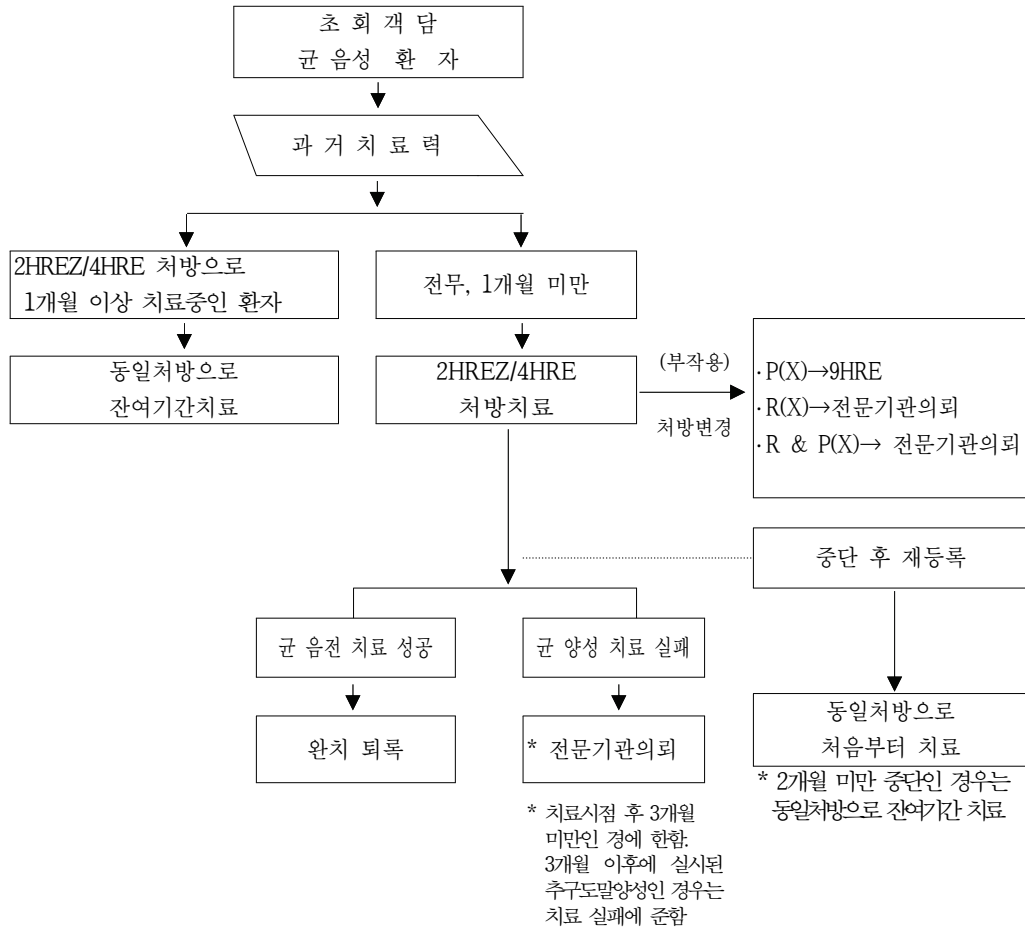 초 회 객 담
균 음성 환 자
과 거 치 료 력
2HREZ/4HRE 처방으로
1개월 이상 치료중인 환자
전무, 1개월 미만
동일처방으로
잔여기간치료
2HREZ/4HRE
처방치료
(부작용)
처방변경
· P(X)→9HRE
· R(X)→전문기관의뢰
· R & P(X)→ 전문기관의뢰
중단 후 재등록
균 음전 치료 성공
균 양성 치료 실패
완치 퇴록
* 전문기관의뢰
동일처방으로
처음부터 치료
* 2개월 미만 중단인 경우는
동일처방으로 잔여기간 치료
* 치료시점 후 3개월
미만인 경에 한함.
3개월 이후에 실시된
추구도말양성인 경우는
치료 실패에 준함